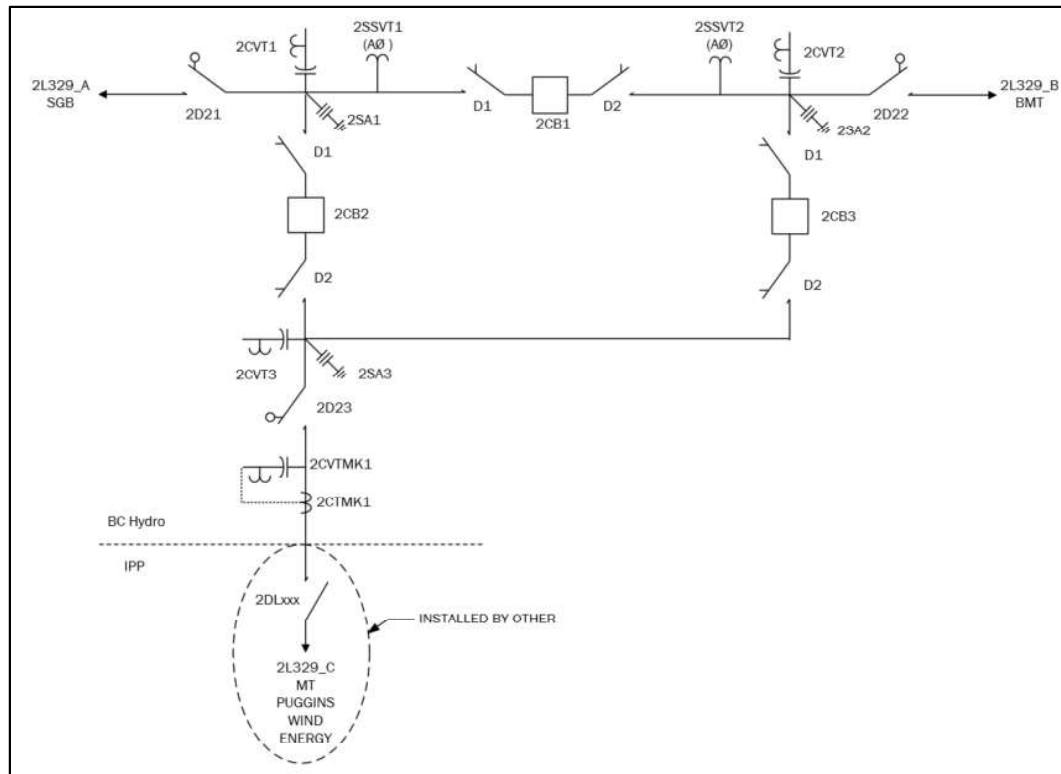 2SSVT1
(AØ )
2SSVT2
(AØ)
2CVT1
2CVT2
2L329_A
SGB
2L329_B
BMT
2D21
D1
D2
2D22
2SA1
2CB1
23A2
D1
D1
2CB2
2CB3
D2
D2
2CVT3
2SA3
2D23
2CVTMK1
2CTMK1
BC Hydro
IPP
2DLxxx
INSTALLED BY OTHER
2L329_C
MT
PUGGINS
WIND
ENERGY